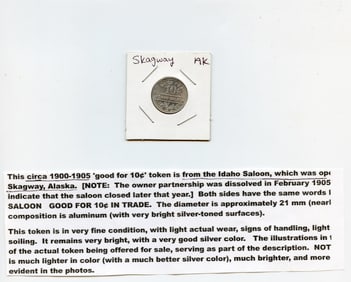 Skagway AK
10¢
This circa 1900-1905 'good for 10¢' token is from the Idaho Saloon, which was
Skagway, Alaska. [NOTE: The owner partnership was dissolved in February 1905
indicate that the saloon closed later that year.] Both sides have the same words
SALOON GOOD FOR 10¢ IN TRADE. The diameter is approximately 21 mm
composition is aluminum (with very bright silver-toned surfaces).
This token is in very fine condition, with light actual wear, signs of handling, light
soiling. It remains very bright, with a very good silver color. The illustrations in
of the actual token being offered for sale, serving as part of the description. NOT
is much lighter in color (with a much better silver color), much brighter, and more
evident in the photos.